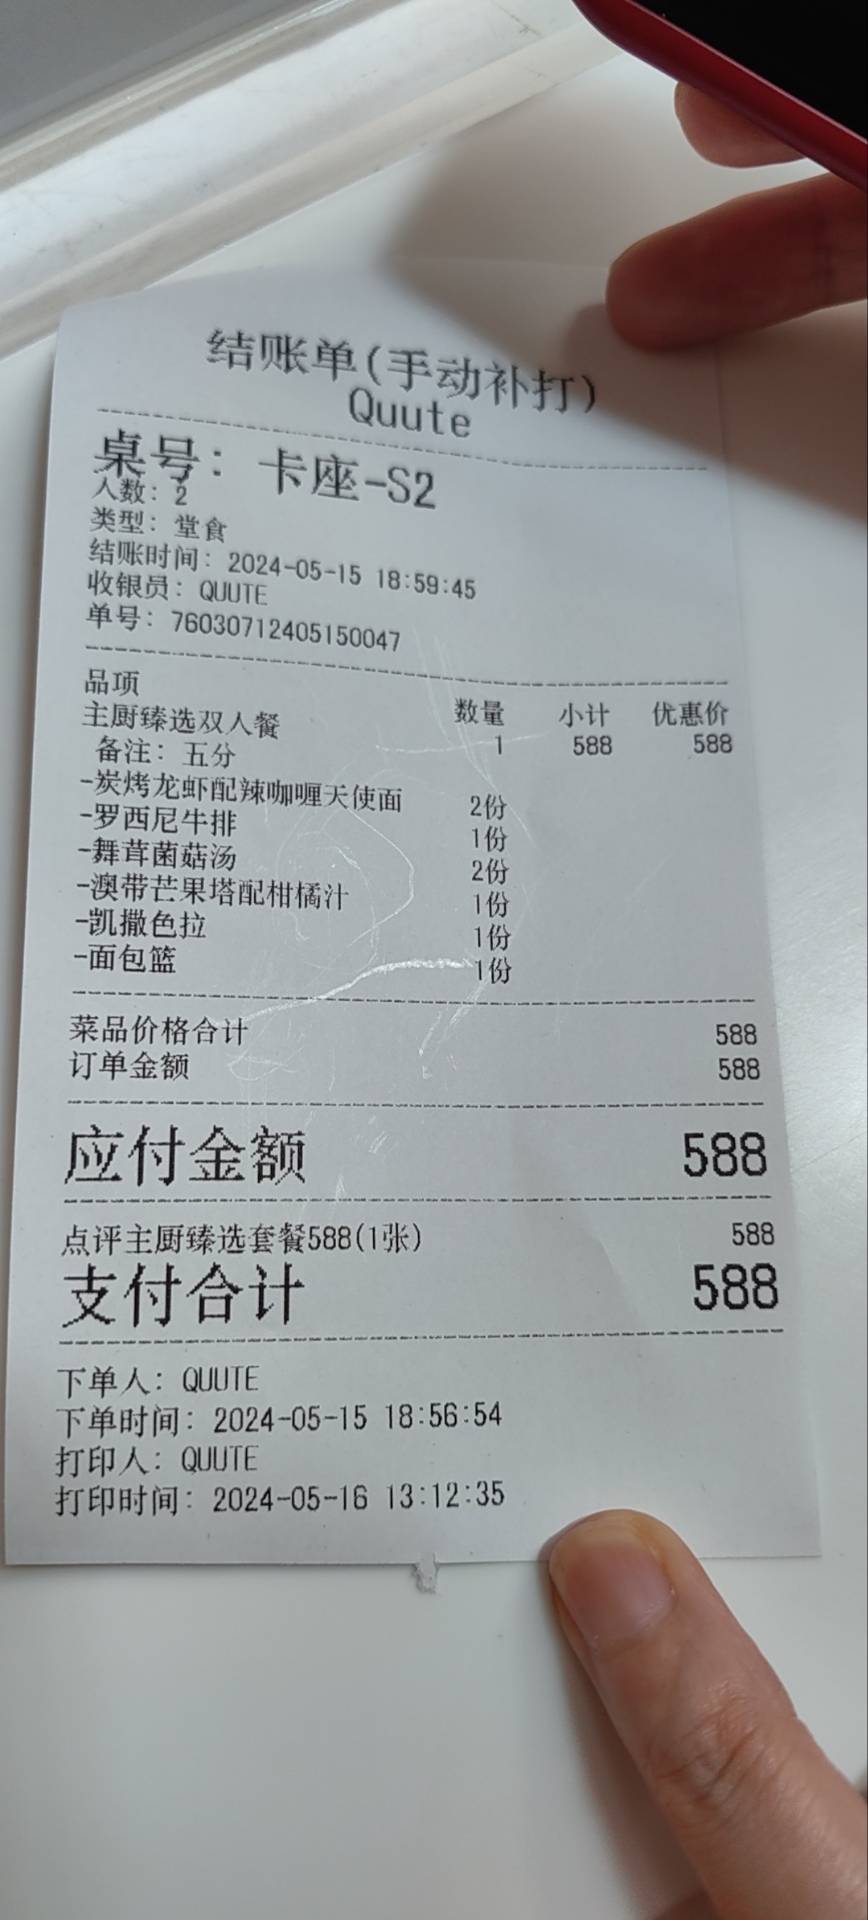 结账单(手动补打)
Quute
桌号: 卡座-S2
人数: 2
类型: 堂食
结账时间: 2024-05-15 18:59:45
收银员: QUUTE
单号: 76030712405150047
品项 数量 小计 优惠价
主厨臻选双人餐 1 588 588
备注: 五分
-炭烤龙虾配辣咖喱天使面 2份
-罗西尼牛排 1份
-舞茸菌菇汤 2份
-澳带芒果塔配柑橘汁 1份
-凯撒色拉 1份
-面包篮 1份
菜品价格合计 588
订单金额 588
应付金额 588
点评主厨臻选套餐588(1张) 588
支付合计 588
下单人: QUUTE
下单时间: 2024-05-15 18:56:54
打印人: QUUTE
打印时间: 2024-05-16 13:12:35